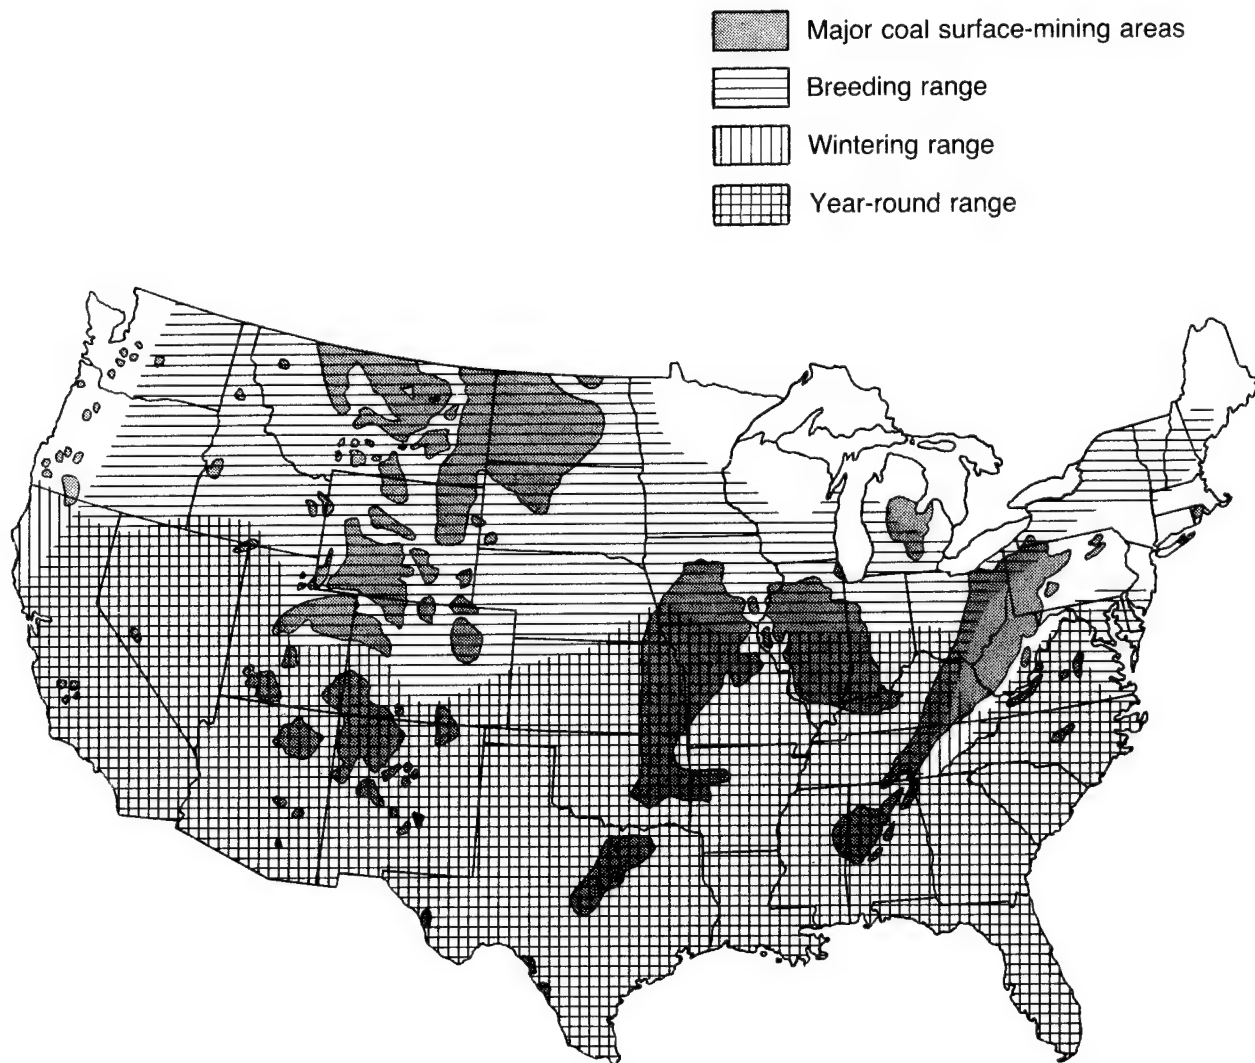 Major coal surface-mining areas
Breeding range
Wintering range
Year-round range